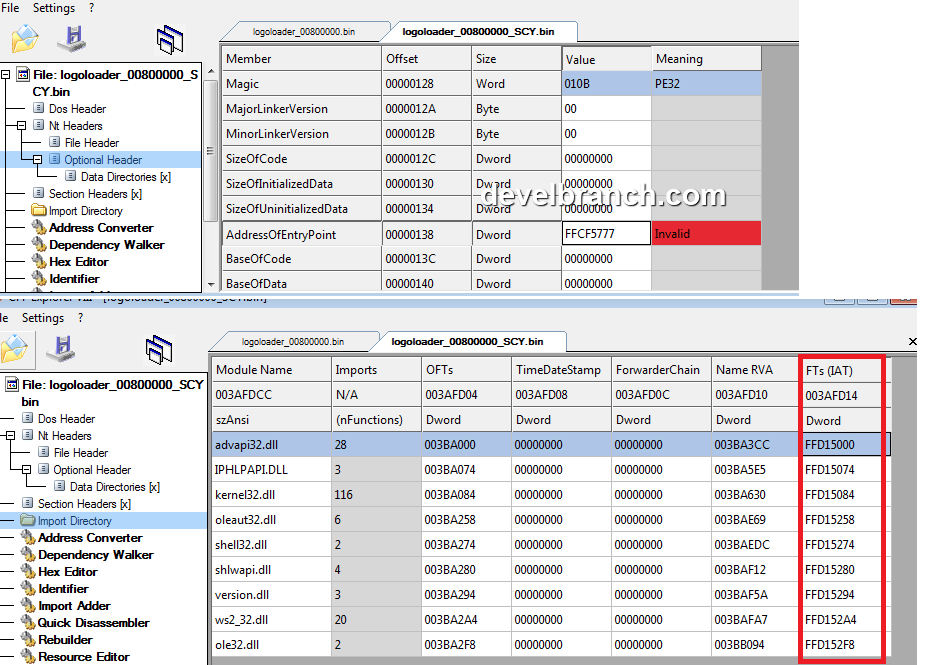 File Settings ?
logoloader_00800000.bin logoloader_00800000_SCY.bin
File: logoloader_00800000_S
CY.bin
Dos Header
Nt Headers
File Header
Optional Header
Data Directories [x]
Section Headers [x]
Import Directory
Address Converter
Dependency Walker
Hex Editor
Identifier
Member Offset Size Value Meaning
Magic 00000128 Word 010B PE32
MajorLinkerVersion 0000012A Byte 00
MinorLinkerVersion 0000012B Byte 00
SizeOfCode 0000012C Dword 00000000
SizeOfInitializedData 00000130 Dword 00000000
develbranch.com
SizeOfUninitializedData 00000134 Dword 00000000
AddressOfEntryPoint 00000138 Dword FFCF5777 Invalid
BaseOfCode 0000013C Dword 00000000
BaseOfData 00000140 Dword 00000000
le Settings ?
logoloader_00800000.bin logoloader_00800000_SCY.bin
File: logoloader_00800000_SCY
bin
Dos Header
Nt Headers
File Header
Optional Header
Data Directories [x]
Section Headers [x]
Import Directory
Address Converter
Dependency Walker
Hex Editor
Identifier
Import Adder
Quick Disassembler
Rebuilder
Resource Editor
Module Name Imports OFTs TimeDateStamp ForwarderChain Name RVA FTs (IAT)
003AFDCC N/A 003AFD04 003AFD08 003AFD0C 003AFD10 003AFD14
szAnsi (nFunctions) Dword Dword Dword Dword Dword
advapi32.dll 28 003BA000 00000000 00000000 003BA3CC FFD15000
IPHLPAPI.DLL 3 003BA074 00000000 00000000 003BA5E5 FFD15074
kernel32.dll 116 003BA084 00000000 00000000 003BA630 FFD15084
oleaut32.dll 6 003BA258 00000000 00000000 003BAE69 FFD15258
shell32.dll 2 003BA274 00000000 00000000 003BAEDC FFD15274
shlwapi.dll 4 003BA280 00000000 00000000 003BAF12 FFD15280
version.dll 3 003BA294 00000000 00000000 003BAF5A FFD15294
ws2_32.dll 20 003BA2A4 00000000 00000000 003BAFA7 FFD152A4
ole32.dll 2 003BA2F8 00000000 00000000 003BB094 FFD152F8